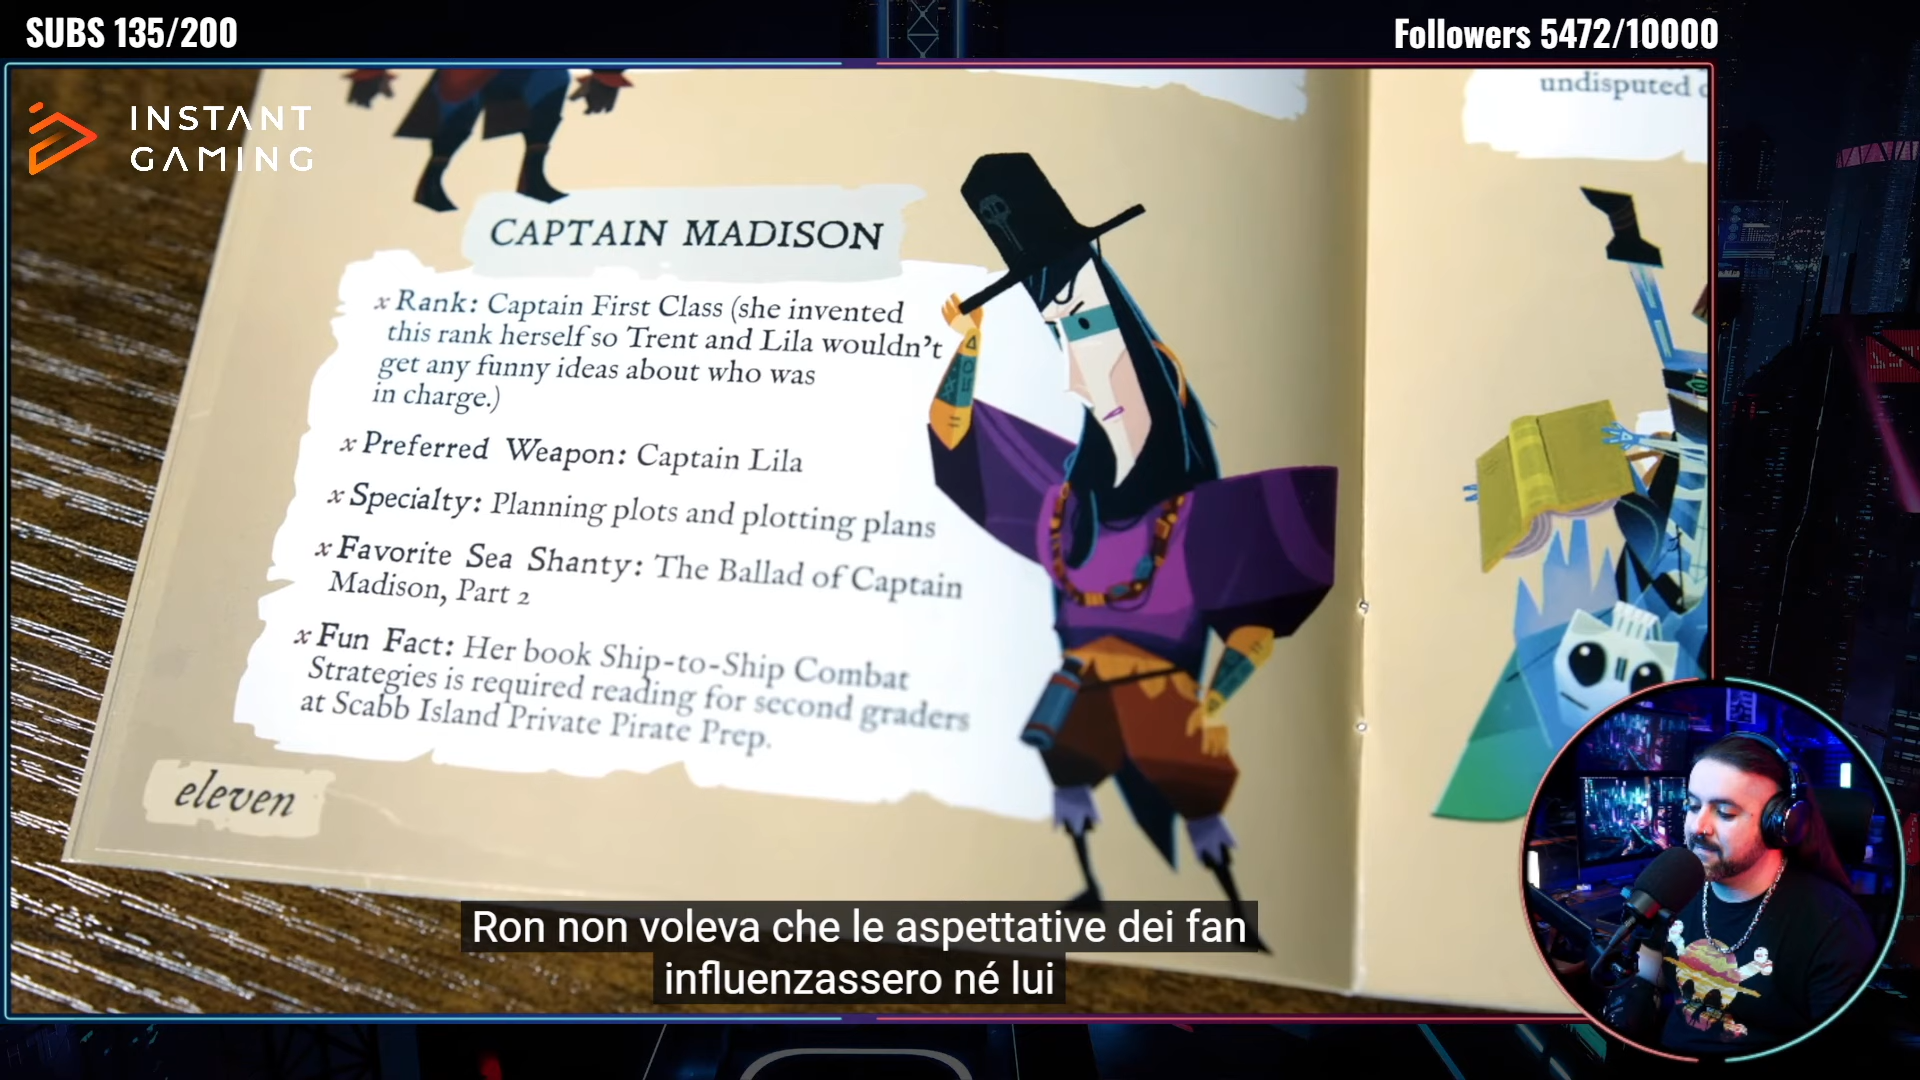 SUBS 135/200
Followers 5472/10000
INSTANT
GAMING
undisputed
CAPTAIN MADISON
x Rank: Captain First Class (she invented
this rank herself so Trent and Lila wouldn't
get any funny ideas about who was
in charge.)
x Preferred Weapon: Captain Lila
x Specialty: Planning plots and plotting plans
x Favorite Sea Shanty: The Ballad of Captain
Madison, Part 2
x Fun Fact: Her book Ship-to-Ship Combat
Strategies is required reading for second graders
at Scabb Island Private Pirate Prep.
eleven
Ron non voleva che le aspettative dei fan
influenzassero né lui